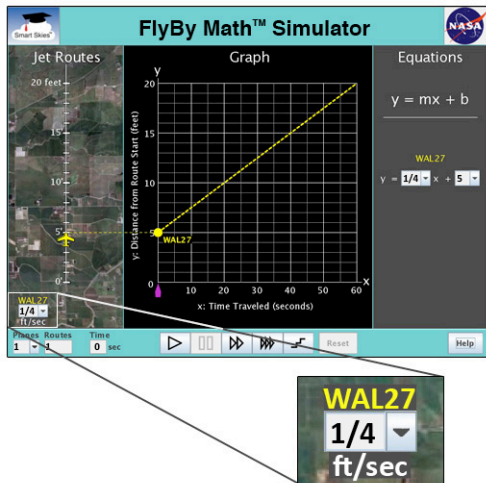 Smart Skies™
FlyBy Math™ Simulator
NASA
Jet Routes
20 feet
15'
10'
5'
0'
WAL27
1/4
ft/sec
Graph
y
20
15
10
5
0
y: Distance from Route Start (feet)
WAL27
10 20 30 40 50 60
x
x: Time Traveled (seconds)
Equations
y = mx + b
WAL27
y = 1/4 x + 5
Planes Routes Time
1 1 0 sec
Reset
Help
WAL27
1/4
ft/sec